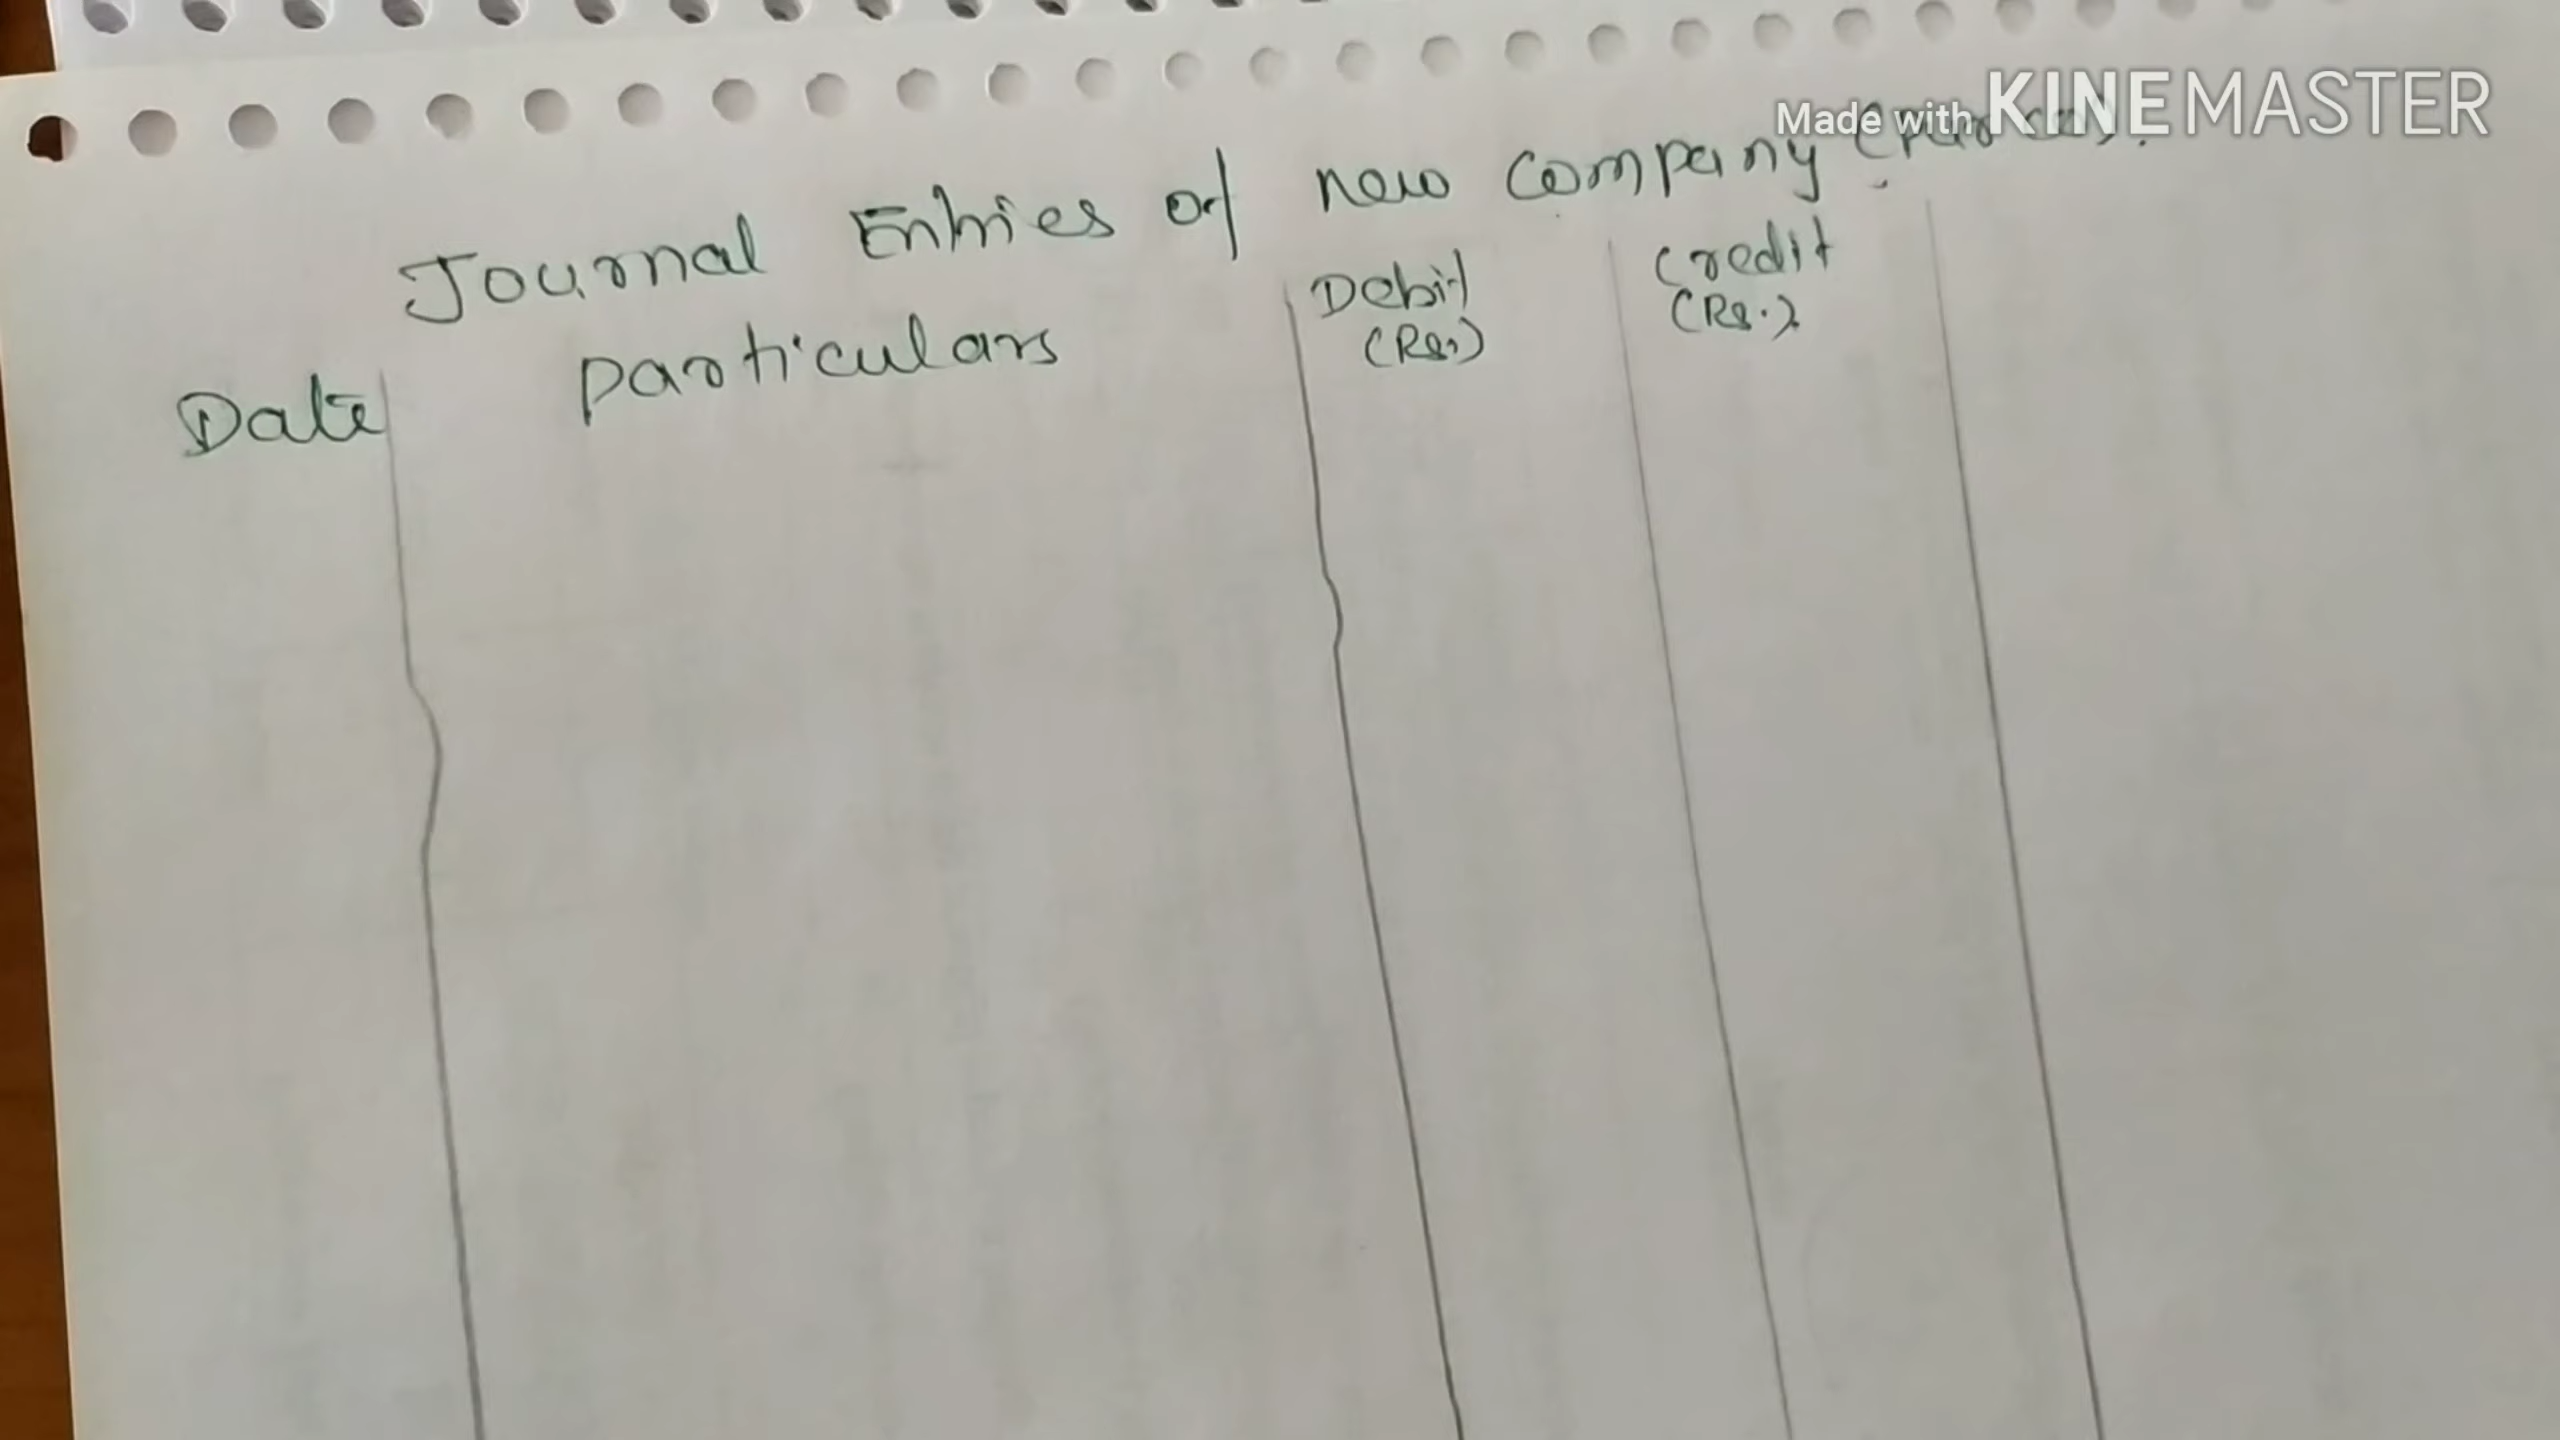 Made with KINEMASTER
Journal Entries of new company
Date
particulars
Debit
(Rs.)
Credit
(Rs.)